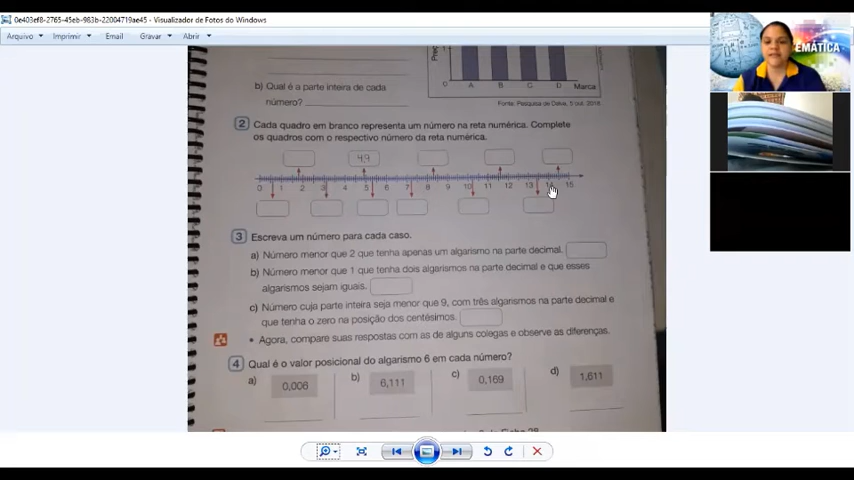 0e403ef8-2765-45eb-983b-22004719ae45 - Visualizador de Fotos do Windows
Arquivo Imprimir Email Gravar Abrir
EMÁTICA
b) Qual é a parte inteira de cada
número?
0 A B C D Marca
Fonte: Pesquisa de Deiva, 5 out. 2018.
2 Cada quadro em branco representa um número na reta numérica. Complete
os quadros com o respectivo número da reta numérica.
4,9
0 1 2 3 4 5 6 7 8 9 10 11 12 13 14 15
3 Escreva um número para cada caso.
a) Número menor que 2 que tenha apenas um algarismo na parte decimal.
b) Número menor que 1 que tenha dois algarismos na parte decimal e que esses
algarismos sejam iguais.
c) Número cuja parte inteira seja menor que 9, com três algarismos na parte decimal e
que tenha o zero na posição dos centésimos.
• Agora, compare suas respostas com as de alguns colegas e observe as diferenças.
4 Qual é o valor posicional do algarismo 6 em cada número?
a) 0,006 b) 6,111 c) 0,169 d) 1,611